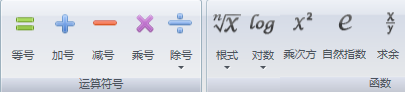 ⁿ√x log x² e x/y
等号 加号 减号 乘号 除号 根式 对数 乘次方 自然指数 求余
运算符号 函数